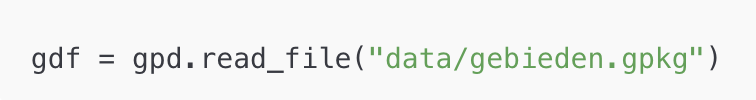 gdf = gpd.read_file("data/gebieden.gpkg")